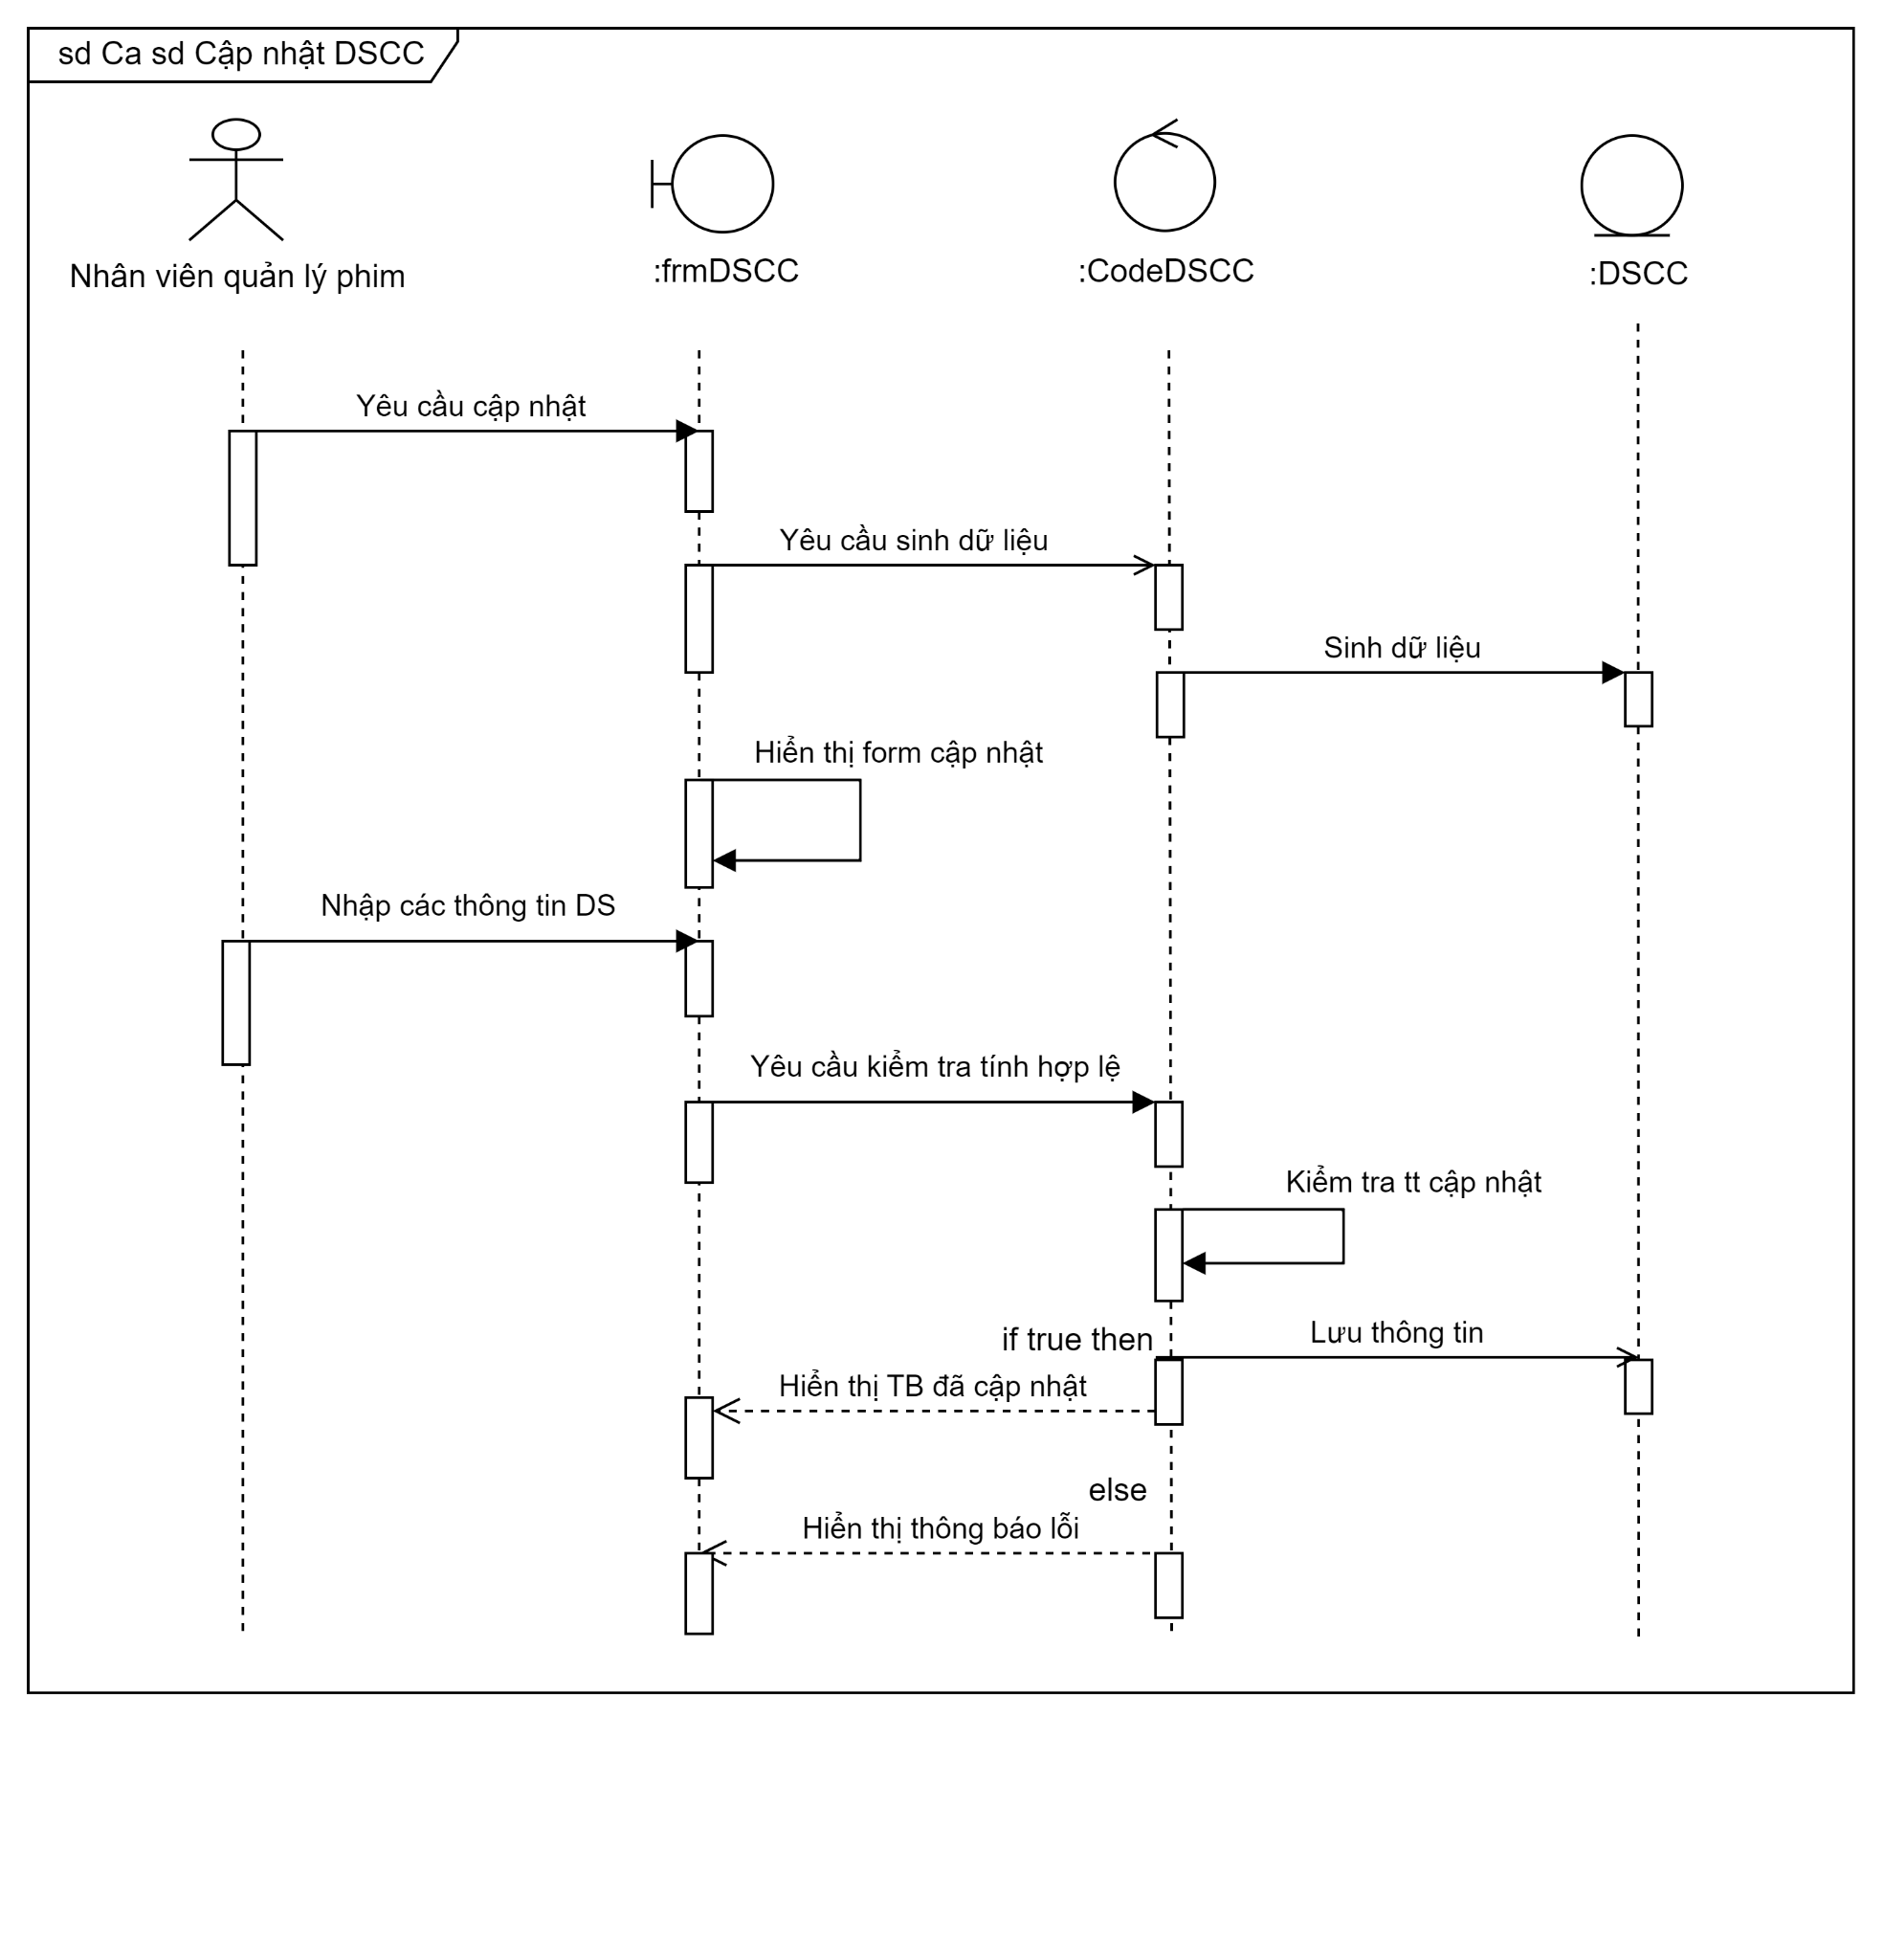 sd Ca sd Cập nhật DSCC
Nhân viên quản lý phim
:frmDSCC
:CodeDSCC
:DSCC
Yêu cầu cập nhật
Yêu cầu sinh dữ liệu
Sinh dữ liệu
Hiển thị form cập nhật
Nhập các thông tin DS
Yêu cầu kiểm tra tính hợp lệ
Kiểm tra tt cập nhật
if true then
Lưu thông tin
Hiển thị TB đã cập nhật
else
Hiển thị thông báo lỗi